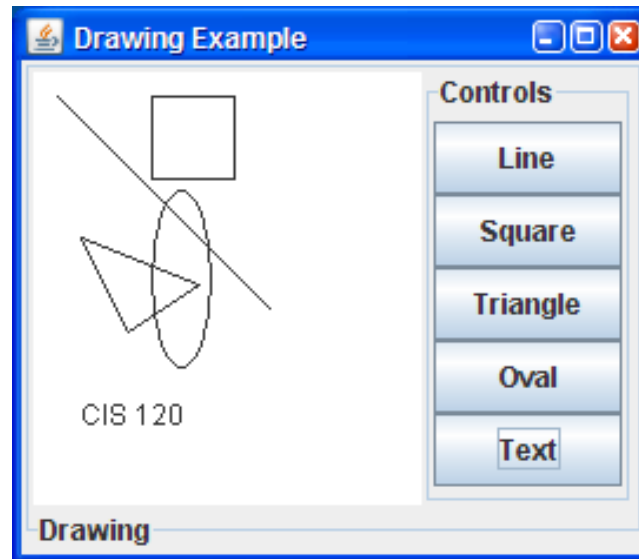 Drawing Example
Controls
Line
Square
Triangle
Oval
Text
CIS 120
Drawing